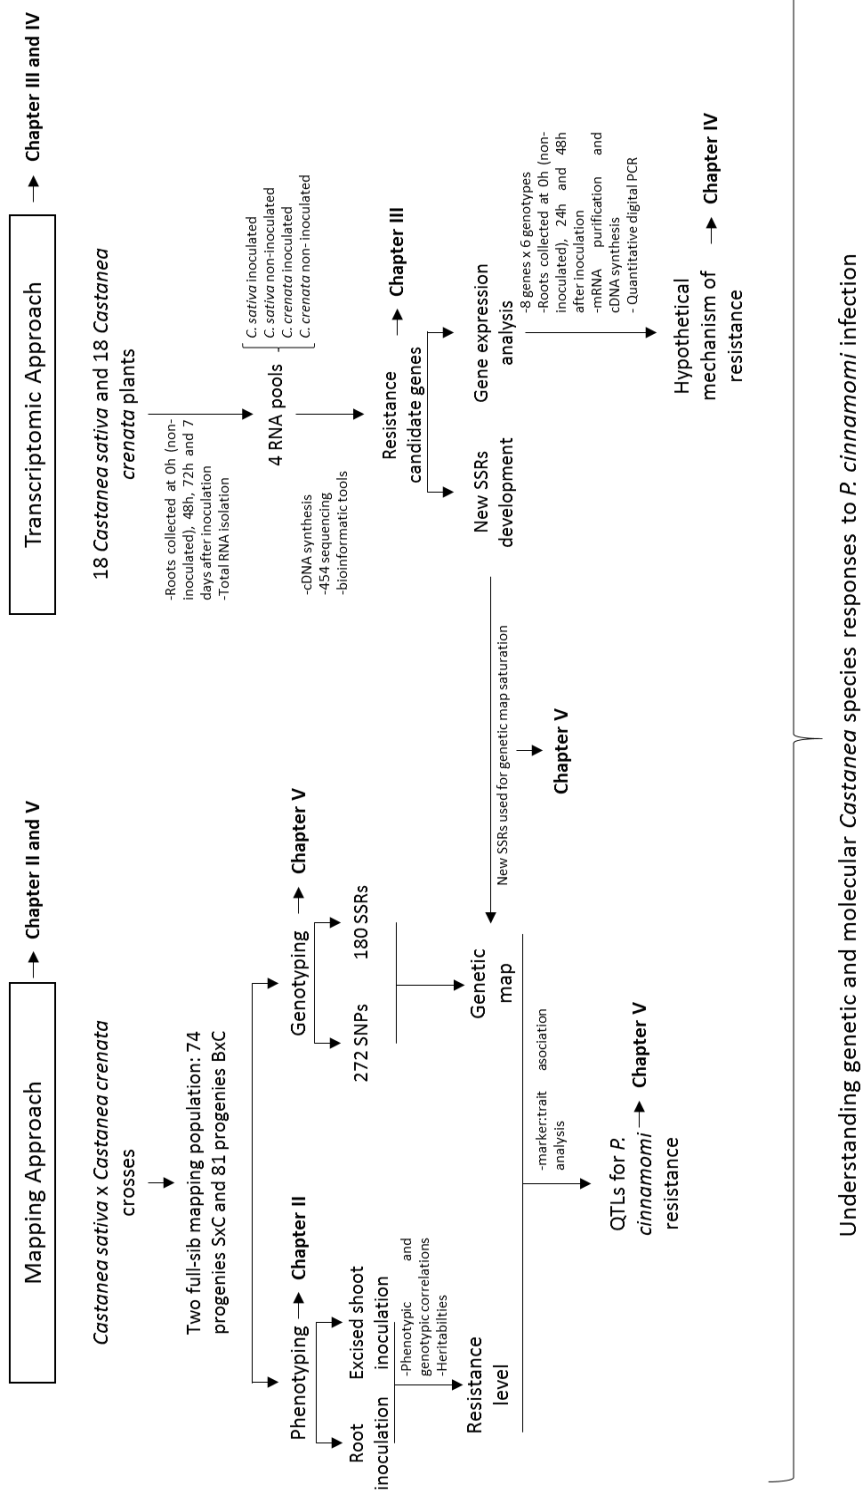 Mapping Approach
Chapter II and V
Castanea sativa x Castanea crenata
crosses
Two full-sib mapping population: 74
progenies SxC and 81 progenies BxC
Phenotyping
Chapter II
Root
inoculation
Excised shoot
inoculation
-Phenotypic and
genotypic correlations
-Heritabilties
Resistance
level
Genotyping
Chapter V
272 SNPs
180 SSRs
Genetic
map
-marker:trait asociation
analysis
QTLs for P.
cinnamomi
resistance
Chapter V
New SSRs used for genetic map saturation
Chapter V
Transcriptomic Approach
Chapter III and IV
18 Castanea sativa and 18 Castanea
crenata plants
-Roots collected at 0h (non-
inoculated), 48h, 72h and 7
days after inoculation
-Total RNA isolation
4 RNA pools
C. sativa inoculated
C. sativa non-inoculated
C. crenata inoculated
C. crenata non- inoculated
-cDNA synthesis
-454 sequencing
-bioinformatic tools
Resistance
candidate genes
Chapter III
New SSRs
development
Gene expression
analysis
-8 genes x 6 genotypes
-Roots collected at 0h (non-
inoculated), 24h and 48h
after inoculation
-mRNA purification and
cDNA synthesis
- Quantitative digital PCR
Hypothetical
mechanism of
resistance
Chapter IV
Understanding genetic and molecular Castanea species responses to P. cinnamomi infection